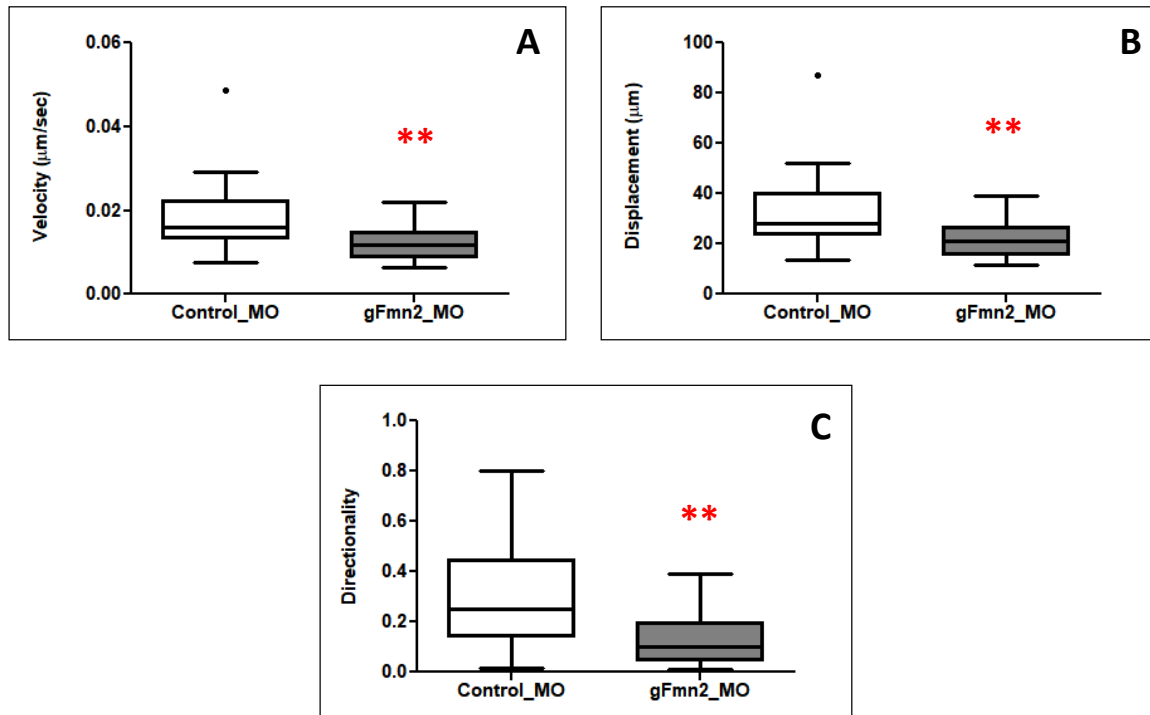 A
Velocity (μm/sec)
0.06
0.04
0.02
0.00
**
Control_MO
gFmn2_MO
B
Displacement (μm)
100
80
60
40
20
0
**
Control_MO
gFmn2_MO
C
Directionality
1.0
0.8
0.6
0.4
0.2
0.0
**
Control_MO
gFmn2_MO